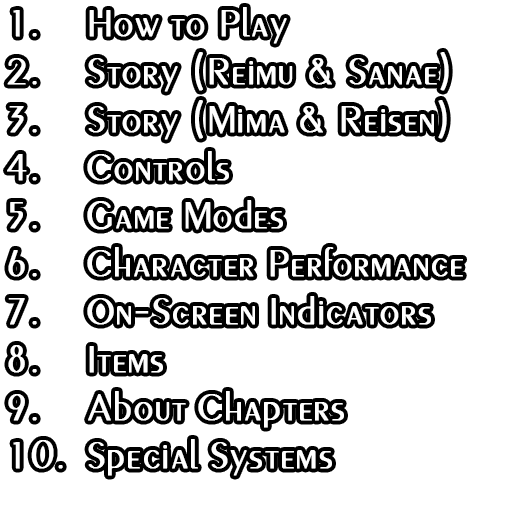 1. How to Play
2. Story (Reimu & Sanae)
3. Story (Mima & Reisen)
4. Controls
5. Game Modes
6. Character Performance
7. On-Screen Indicators
8. Items
9. About Chapters
10. Special Systems